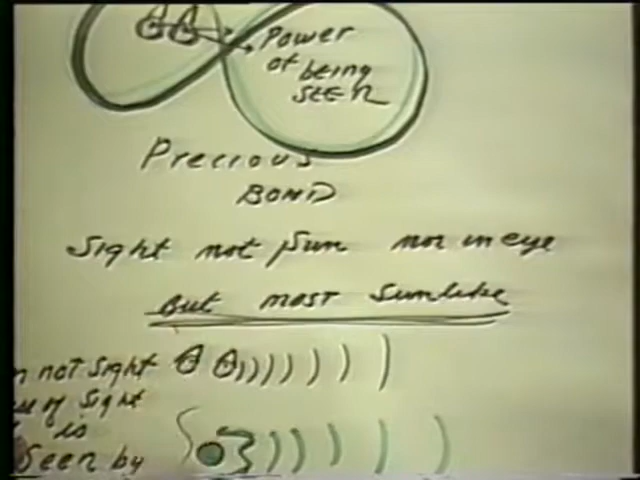 Power
of being
SEEN
Precious
BOND
Sight not Sun nor in eye
But most Sunlike
not Sight
of Sight
is
Seen by